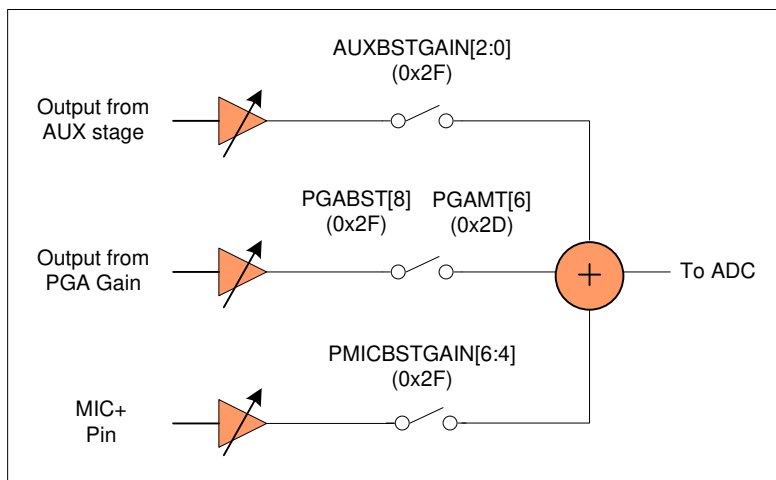 AUXBSTGAIN[2:0]
(0x2F)
Output from
AUX stage
PGABST[8]
(0x2F)
PGAMT[6]
(0x2D)
Output from
PGA Gain
+
To ADC
PMICBSTGAIN[6:4]
(0x2F)
MIC+
Pin